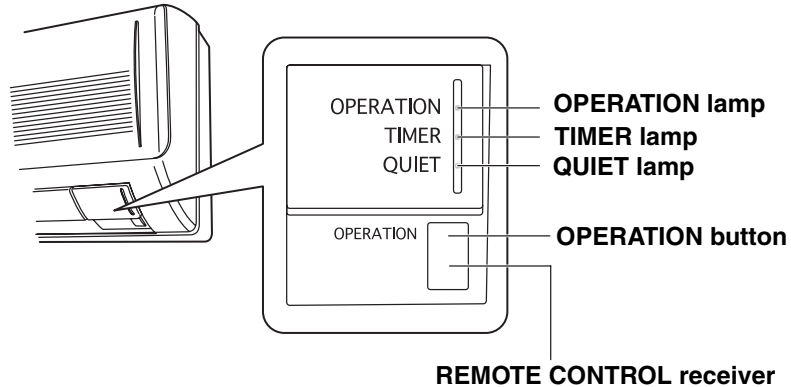 OPERATION OPERATION lamp
TIMER TIMER lamp
QUIET QUIET lamp
OPERATION OPERATION button
REMOTE CONTROL receiver